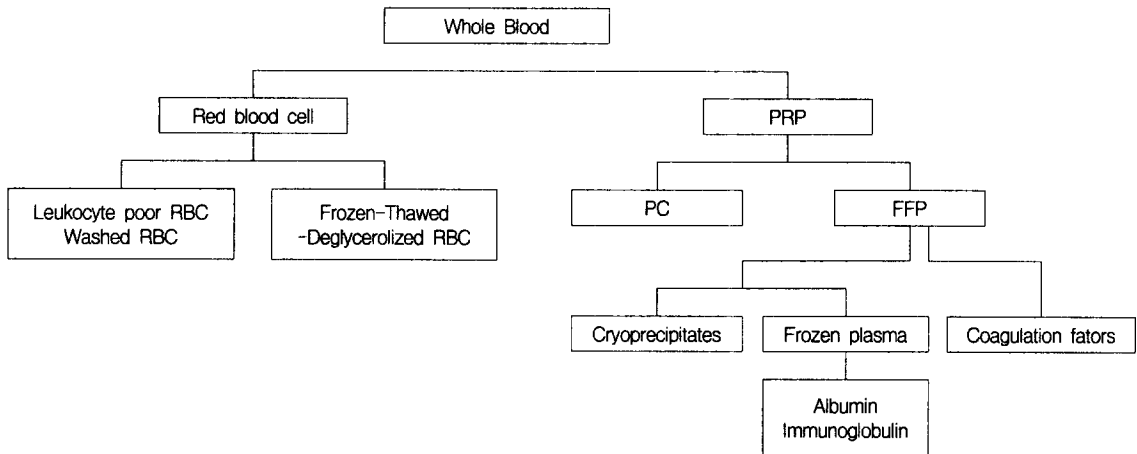 Whole Blood
Red blood cell
PRP
Leukocyte poor RBC
Washed RBC
Frozen-Thawed
-Deglycerolized RBC
PC
FFP
Cryoprecipitates
Frozen plasma
Coagulation fators
Albumin
Immunoglobulin